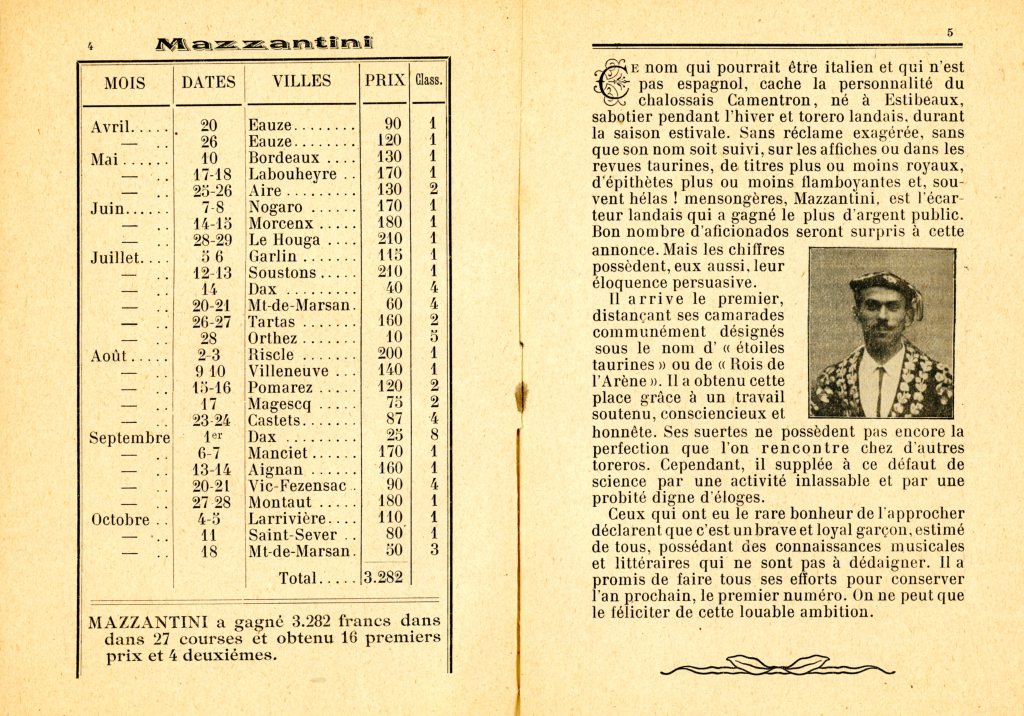 4
Mazzantini
MOIS DATES VILLES PRIX Class.
Avril..... 20 Eauze........ 90 1
— .. 26 Eauze........ 120 1
Mai ...... 10 Bordeaux .... 130 1
— .. 17-18 Labouheyre .. 170 1
— .. 25-26 Aire ......... 130 2
Juin...... 7-8 Nogaro ...... 170 1
— .. 14-15 Morcenx ..... 180 1
— .. 28-29 Le Houga .... 210 1
Juillet.... 5 6 Garlin ....... 115 1
— .. 12-13 Soustons..... 210 1
— .. 14 Dax ......... 40 4
— .. 20-21 Mt-de-Marsan. 60 4
— .. 26-27 Tartas ....... 160 2
— .. 28 Orthez ....... 10 5
Août..... 2-3 Riscle ....... 200 1
— .. 9 10 Villeneuve ... 140 1
— .. 15-16 Pomarez ..... 120 2
— .. 17 Magescq ..... 75 2
— .. 23-24 Castets....... 87 4
Septembre 1er Dax ......... 25 8
— .. 6-7 Manciet...... 170 1
— .. 13-14 Aignan ...... 160 1
— .. 20-21 Vic-Fezensac.. 90 4
— .. 27 28 Montaut ..... 180 1
Octobre .. 4-5 Larrivière.... 110 1
— .. 11 Saint-Sever .. 80 1
— .. 18 Mt-de-Marsan. 50 3
Total..... 3.282
MAZZANTINI a gagné 3.282 francs dans
dans 27 courses et obtenu 16 premiers
prix et 4 deuxiémes.
5
CE nom qui pourrait être italien et qui n'est
pas espagnol, cache la personnalité du
chalossais Camentron, né à Estibeaux,
sabotier pendant l'hiver et torero landais, durant
la saison estivale. Sans réclame exagérée, sans
que son nom soit suivi, sur les affiches ou dans les
revues taurines, de titres plus ou moins royaux,
d'épithètes plus ou moins flamboyantes et, sou-
vent hélas ! mensongères, Mazzantini, est l'écar-
teur landais qui a gagné le plus d'argent public.
Bon nombre d'aficionados seront surpris à cette
annonce. Mais les chiffres
possèdent, eux aussi, leur
éloquence persuasive.
Il arrive le premier,
distançant ses camarades
communément désignés
sous le nom d' « étoiles
taurines » ou de « Rois de
l'Arène ». Il a obtenu cette
place grâce à un travail
soutenu, consciencieux et
honnête. Ses suertes ne possèdent pas encore la
perfection que l'on rencontre chez d'autres
toreros. Cependant, il supplée à ce défaut de
science par une activité inlassable et par une
probité digne d'éloges.
Ceux qui ont eu le rare bonheur de l'approcher
déclarent que c'est un brave et loyal garçon, estimé
de tous, possédant des connaissances musicales
et littéraires qui ne sont pas à dédaigner. Il a
promis de faire tous ses efforts pour conserver
l'an prochain, le premier numéro. On ne peut que
le féliciter de cette louable ambition.